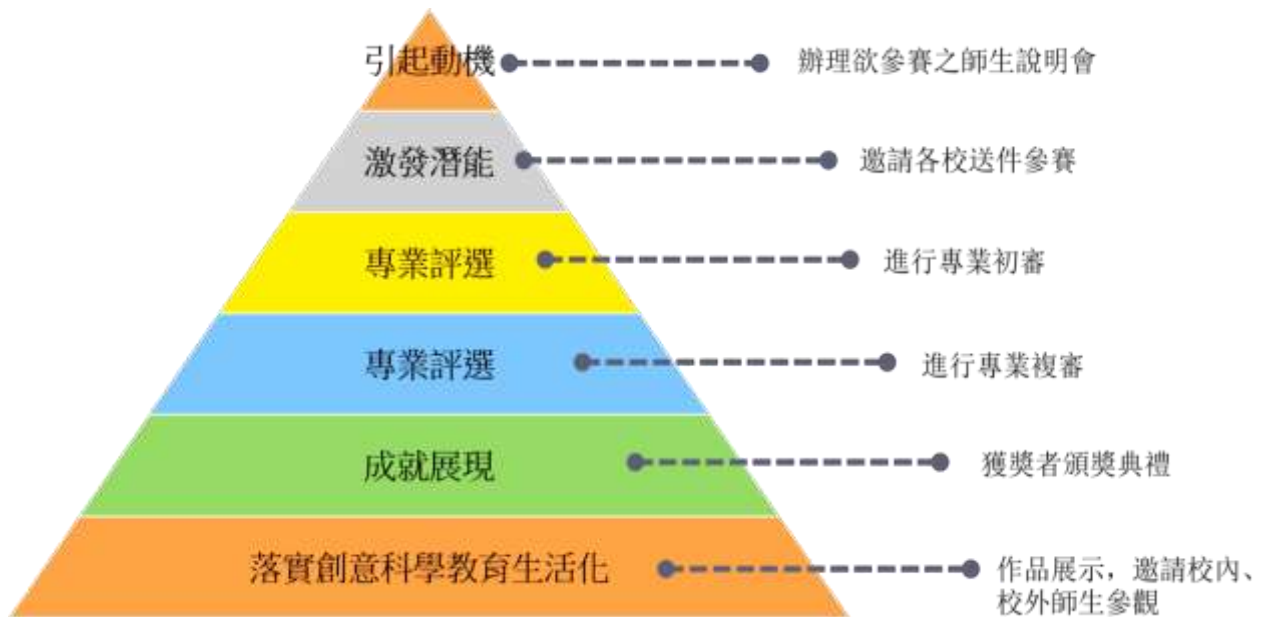 引起動機
辦理欲參賽之師生說明會
激發潛能
邀請各校送件參賽
專業評選
進行專業初審
專業評選
進行專業複審
成就展現
獲獎者頒獎典禮
落實創意科學教育生活化
作品展示，邀請校內、
校外師生參觀